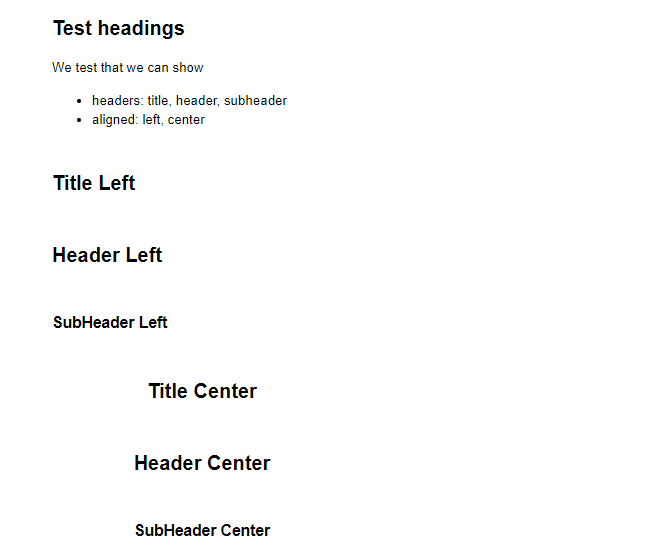 Test headings
We test that we can show
• headers: title, header, subheader
• aligned: left, center
Title Left
Header Left
SubHeader Left
Title Center
Header Center
SubHeader Center